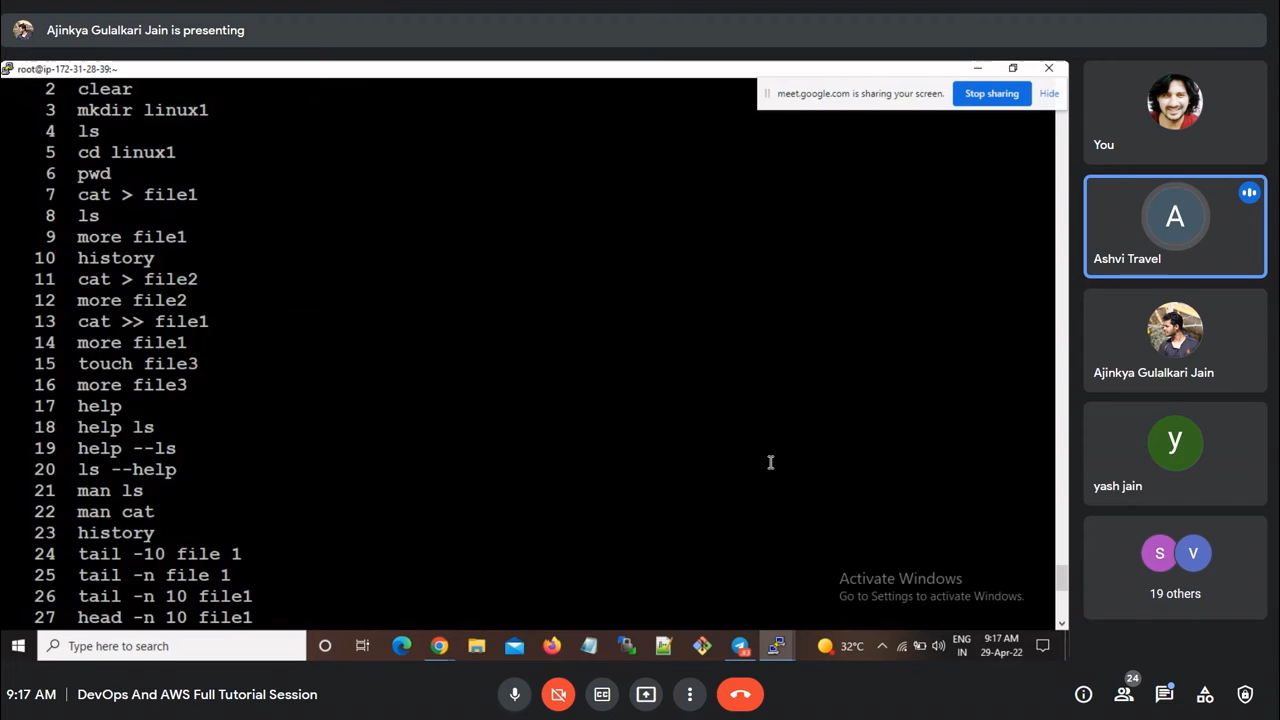 Ajinkya Gulalkari Jain is presenting
root@ip-172-31-28-39:~
meet.google.com is sharing your screen.
Stop sharing
Hide
2 clear
3 mkdir linux1
4 ls
5 cd linux1
6 pwd
7 cat > file1
8 ls
9 more file1
10 history
11 cat > file2
12 more file2
13 cat >> file1
14 more file1
15 touch file3
16 more file3
17 help
18 help ls
19 help --ls
20 ls --help
21 man ls
22 man cat
23 history
24 tail -10 file 1
25 tail -n file 1
26 tail -n 10 file1
27 head -n 10 file1
Activate Windows
Go to Settings to activate Windows.
Type here to search
32°C
ENG
IN
9:17 AM
29-Apr-22
You
A
Ashvi Travel
Ajinkya Gulalkari Jain
y
yash jain
S
V
19 others
9:17 AM | DevOps And AWS Full Tutorial Session
24